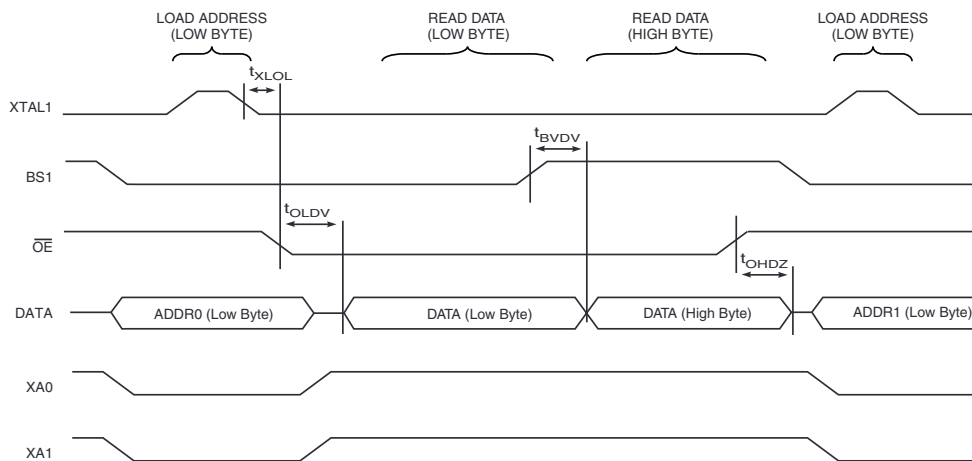 LOAD ADDRESS
(LOW BYTE)
READ DATA
(LOW BYTE)
READ DATA
(HIGH BYTE)
LOAD ADDRESS
(LOW BYTE)
tXLOL
XTAL1
tBVDV
BS1
tOLDV
OE
tOHDZ
DATA
ADDR0 (Low Byte)
DATA (Low Byte)
DATA (High Byte)
ADDR1 (Low Byte)
XA0
XA1